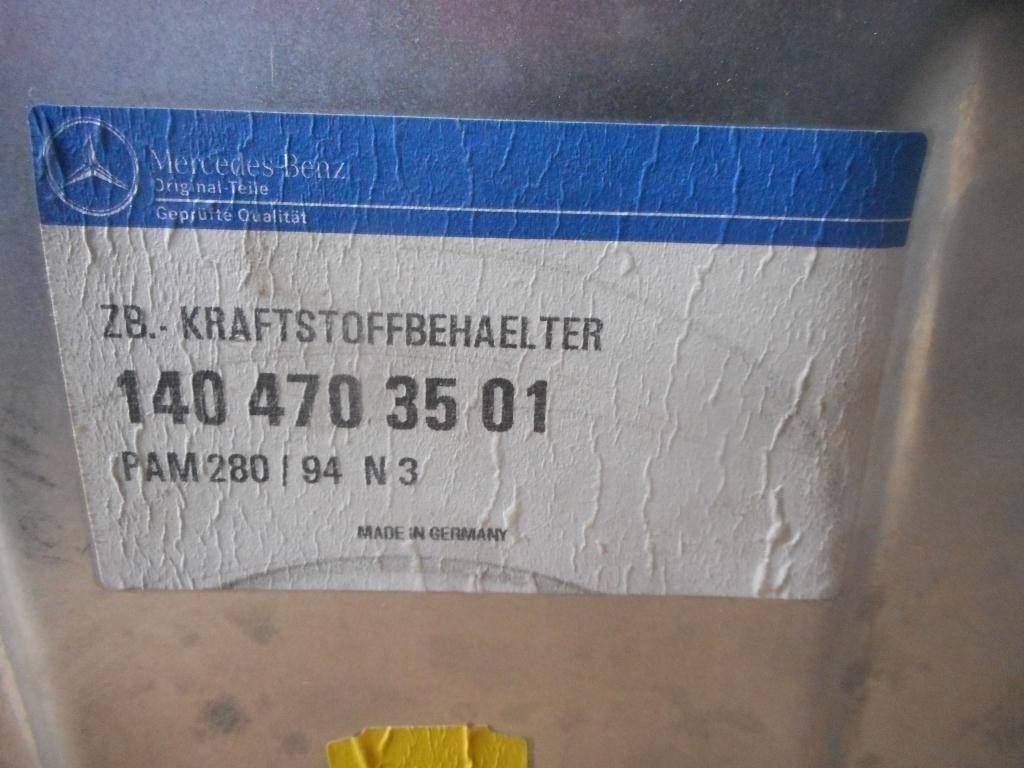 Mercedes-Benz
Original-Teile
Geprüfte Qualität
ZB.- KRAFTSTOFFBEHAELTER
140 470 35 01
PAM 280 / 94 N 3
MADE IN GERMANY